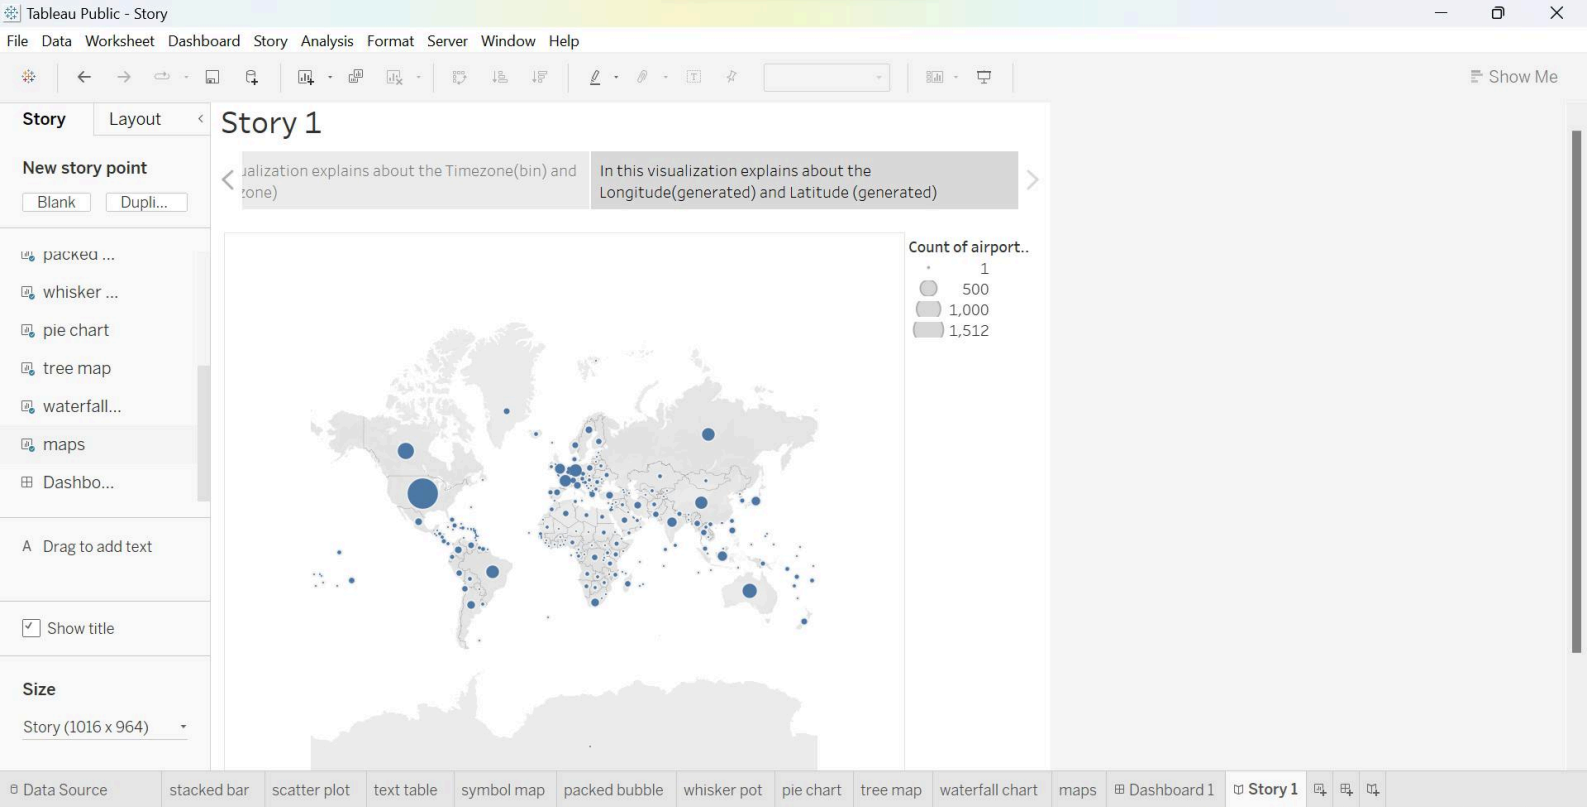 Tableau Public - Story
File Data Worksheet Dashboard Story Analysis Format Server Window Help
Show Me
Story Layout
New story point
Blank Dupli...
packed ...
whisker ...
pie chart
tree map
waterfall...
maps
Dashbo...
A Drag to add text
Show title
Size
Story (1016 x 964)
Story 1
ualization explains about the Timezone(bin) and
zone)
In this visualization explains about the
Longitude(generated) and Latitude (generated)
Count of airport..
1
500
1,000
1,512
Data Source stacked bar scatter plot text table symbol map packed bubble whisker pot pie chart tree map waterfall chart maps Dashboard 1 Story 1